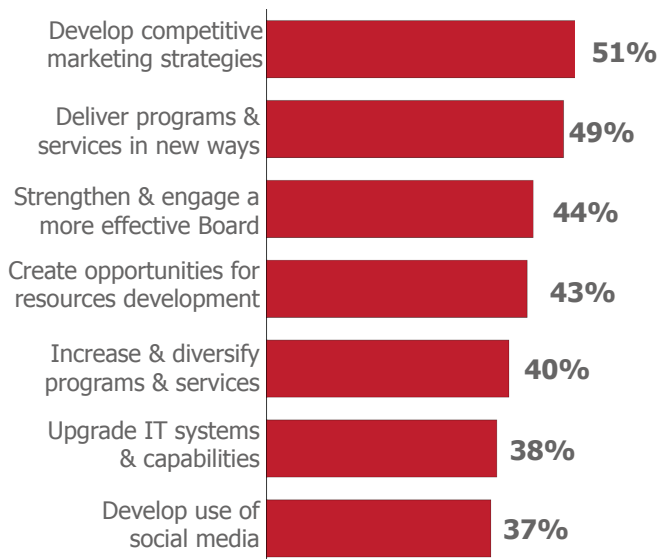 Develop competitive
marketing strategies
51%
Deliver programs &
services in new ways
49%
Strengthen & engage a
more effective Board
44%
Create opportunities for
resources development
43%
Increase & diversify
programs & services
40%
Upgrade IT systems
& capabilities
38%
Develop use of
social media
37%